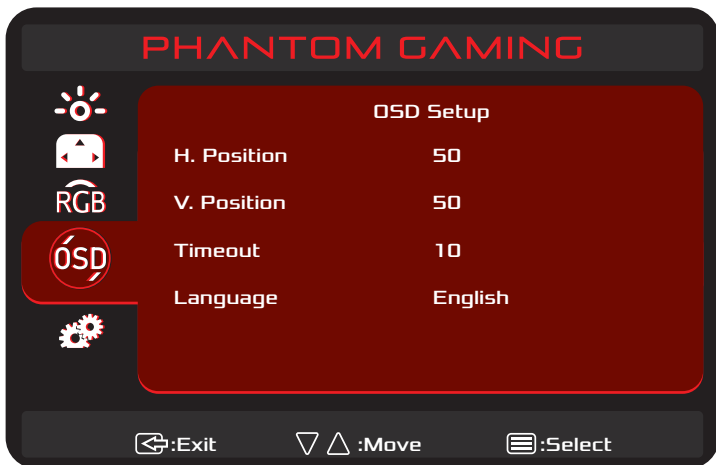 PHANTOM GAMING
OSD Setup
H. Position 50
RGB V. Position 50
OSD Timeout 10
Language English
:Exit :Move :Select